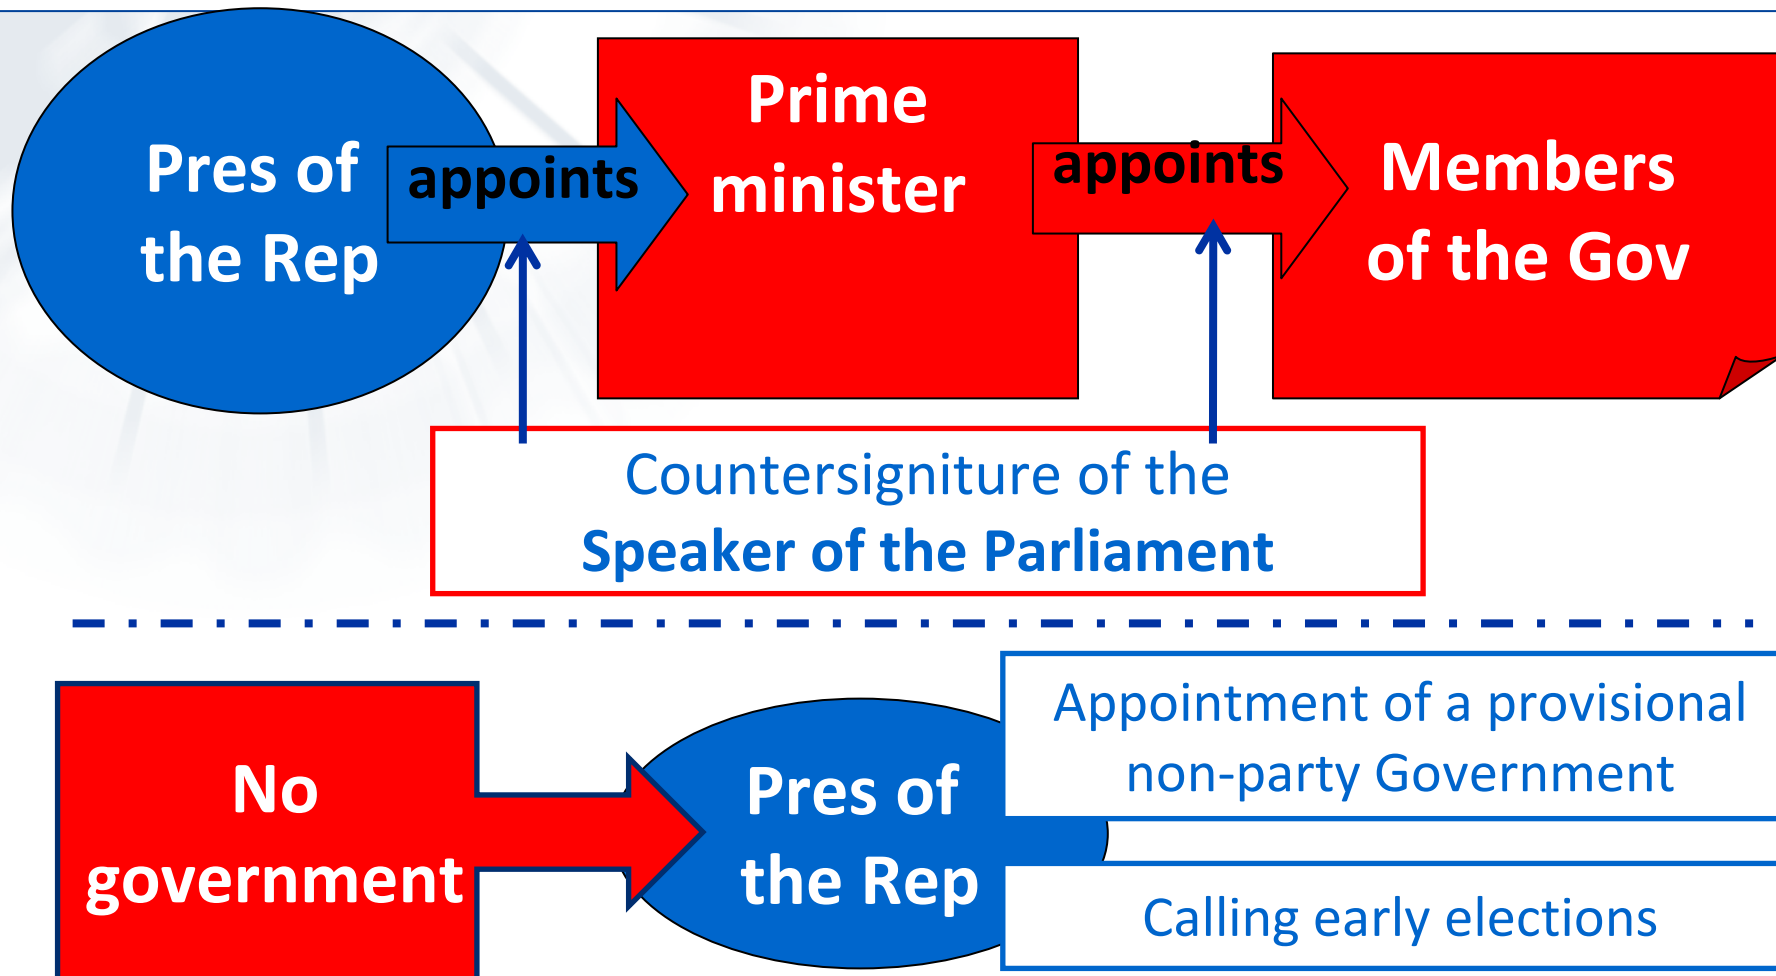 Pres of
the Rep
appoints
Prime
minister
appoints
Members
of the Gov
Countersigniture of the
Speaker of the Parliament
No
government
Pres of
the Rep
Appointment of a provisional
non-party Government
Calling early elections